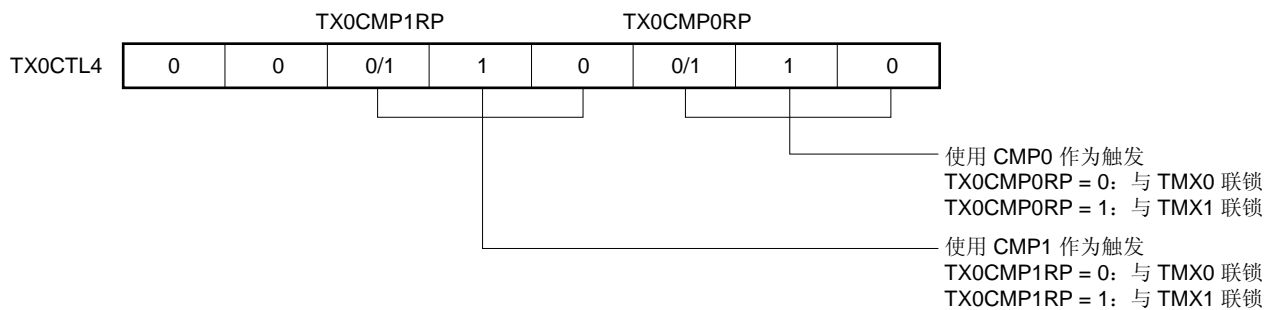 TX0CMP1RP TX0CMP0RP
TX0CTL4 0 0 0/1 1 0 0/1 1 0
使用 CMP0 作为触发
TX0CMP0RP = 0：与 TMX0 联锁
TX0CMP0RP = 1：与 TMX1 联锁
使用 CMP1 作为触发
TX0CMP1RP = 0：与 TMX0 联锁
TX0CMP1RP = 1：与 TMX1 联锁